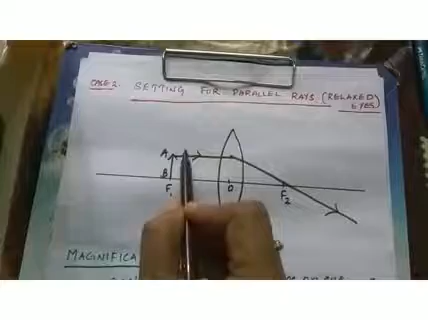 CASE 2. SETTING FOR PARALLEL RAYS (RELAXED
EYES)
A
B
F1 O F2
MAGNIFICA